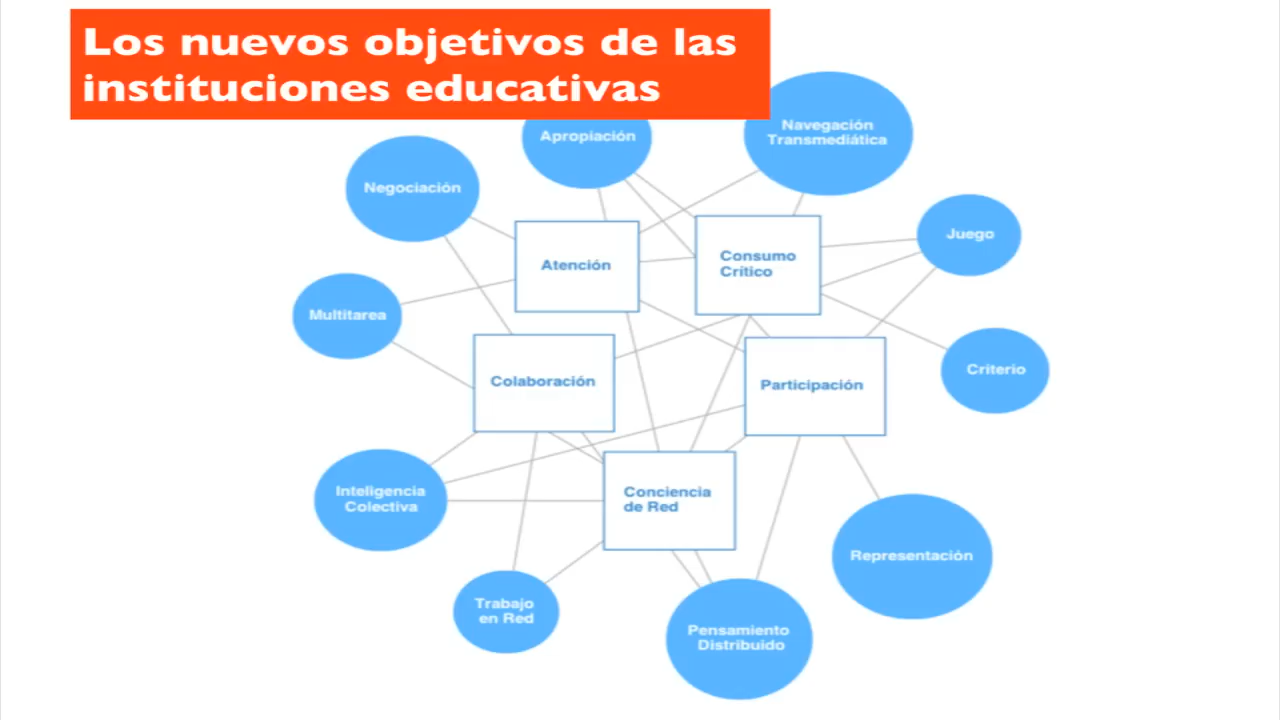 Los nuevos objetivos de las
instituciones educativas
Apropiación
Navegación
Transmediática
Negociación
Juego
Atención
Consumo
Crítico
Multitarea
Criterio
Colaboración
Participación
Inteligencia
Colectiva
Conciencia
de Red
Representación
Trabajo
en Red
Pensamiento
Distribuido